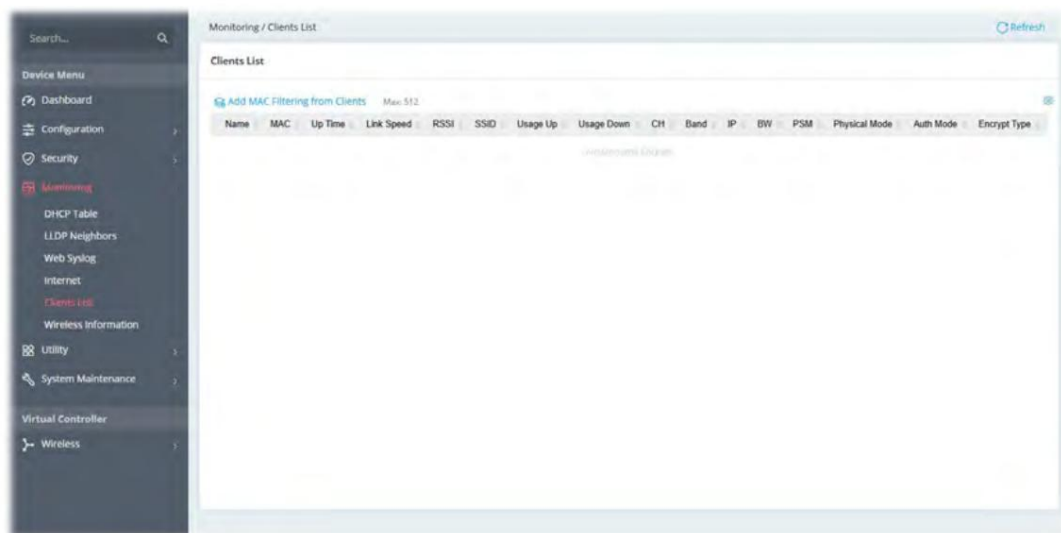 Search...
Device Menu
Dashboard
Configuration
Security
Monitoring
DHCP Table
LLDP Neighbors
Web Syslog
Internet
Clients List
Wireless Information
Utility
System Maintenance
Virtual Controller
Wireless
Monitoring / Clients List
Refresh
Clients List
Add MAC Filtering from Clients Max: 512
Name MAC Up Time Link Speed RSSI SSID Usage Up Usage Down CH Band IP BW PSM Physical Mode Auth Mode Encrypt Type